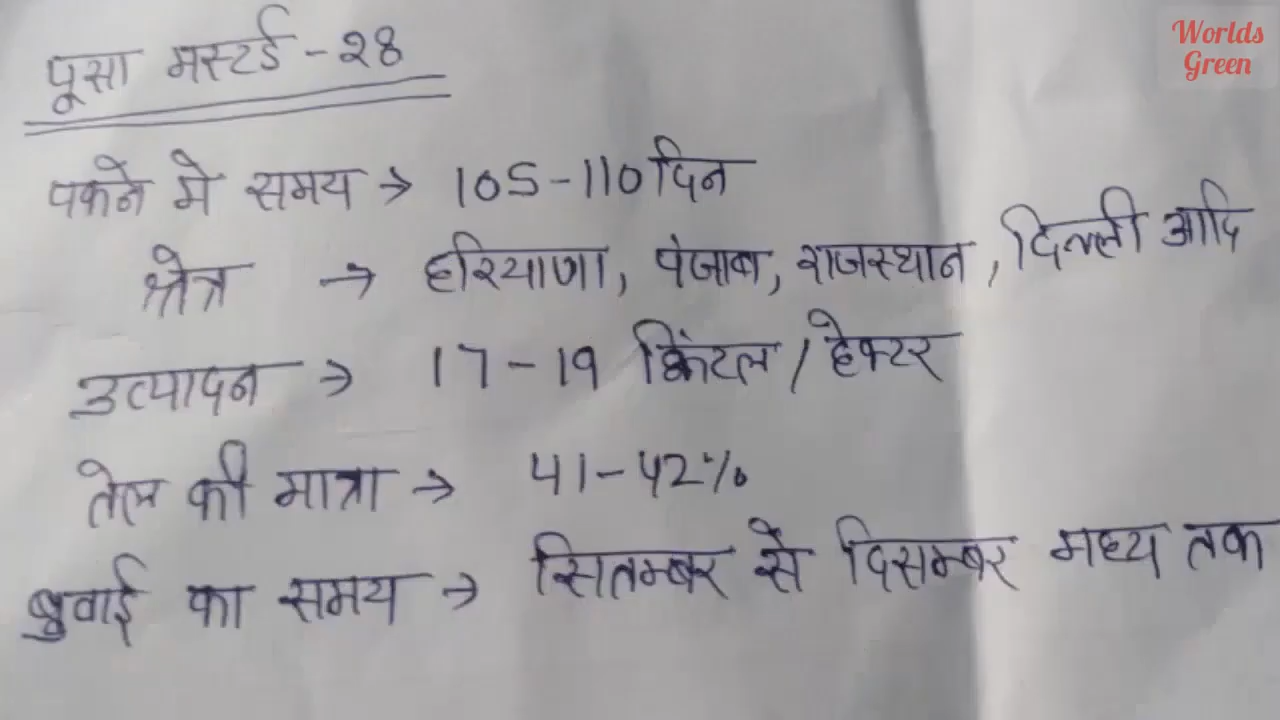 Worlds
Green
पूसा मस्टर्ड - 28
पकने मे समय → 105-110 दिन
क्षेत्र → हरियाणा, पंजाब, राजस्थान, दिल्ली आदि
उत्पादन → 17-19 क्विंटल / हेक्टर
तेल की मात्रा → 41-42%
बुवाई का समय → सितम्बर से दिसम्बर मध्य तक